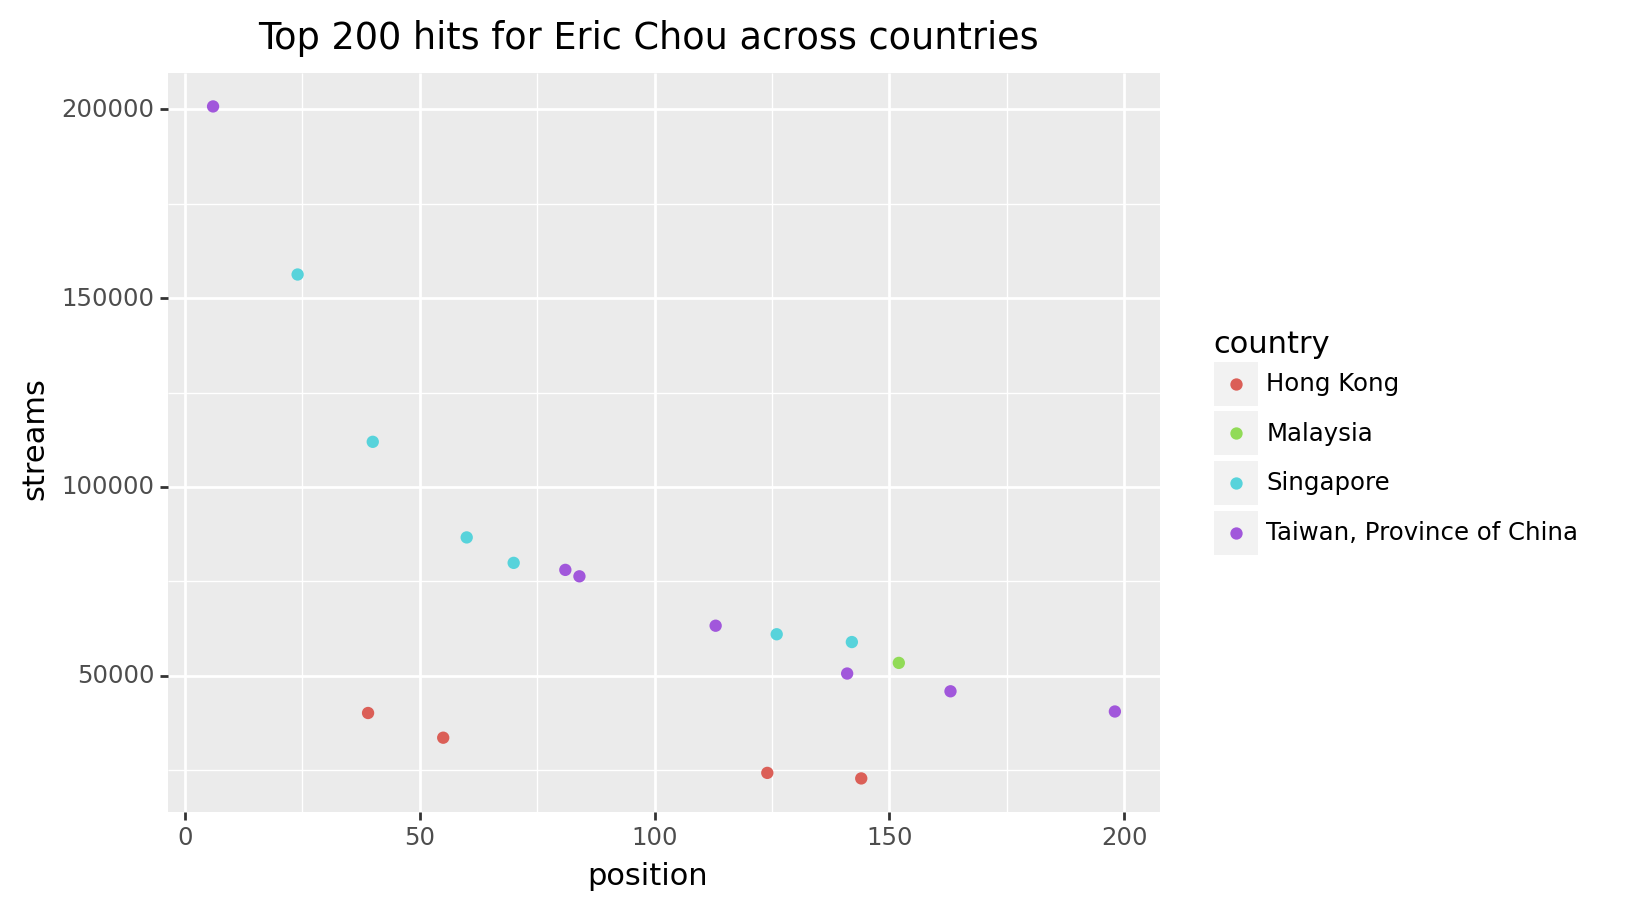 Top 200 hits for Eric Chou across countries
200000
150000
100000
50000
streams
0 50 100 150 200
position
country
Hong Kong
Malaysia
Singapore
Taiwan, Province of China